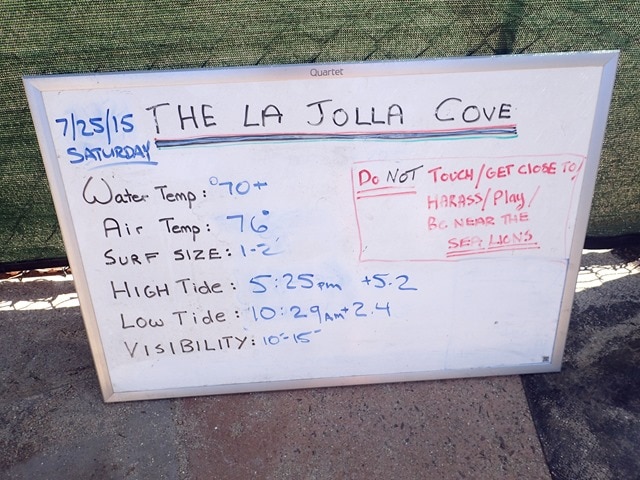 Quartet
7/25/15 THE LA JOLLA COVE
SATURDAY
Water Temp: °70+
Air Temp: 76°
SURF SIZE: 1-2'
HIGH Tide: 5:25pm +5.2
Low Tide: 10:29Am +2.4
VISIBILITY: 10'-15'
Do NOT TOUCH/GET CLOSE TO/
HARASS/Play/
BE NEAR THE
SEA LIONS